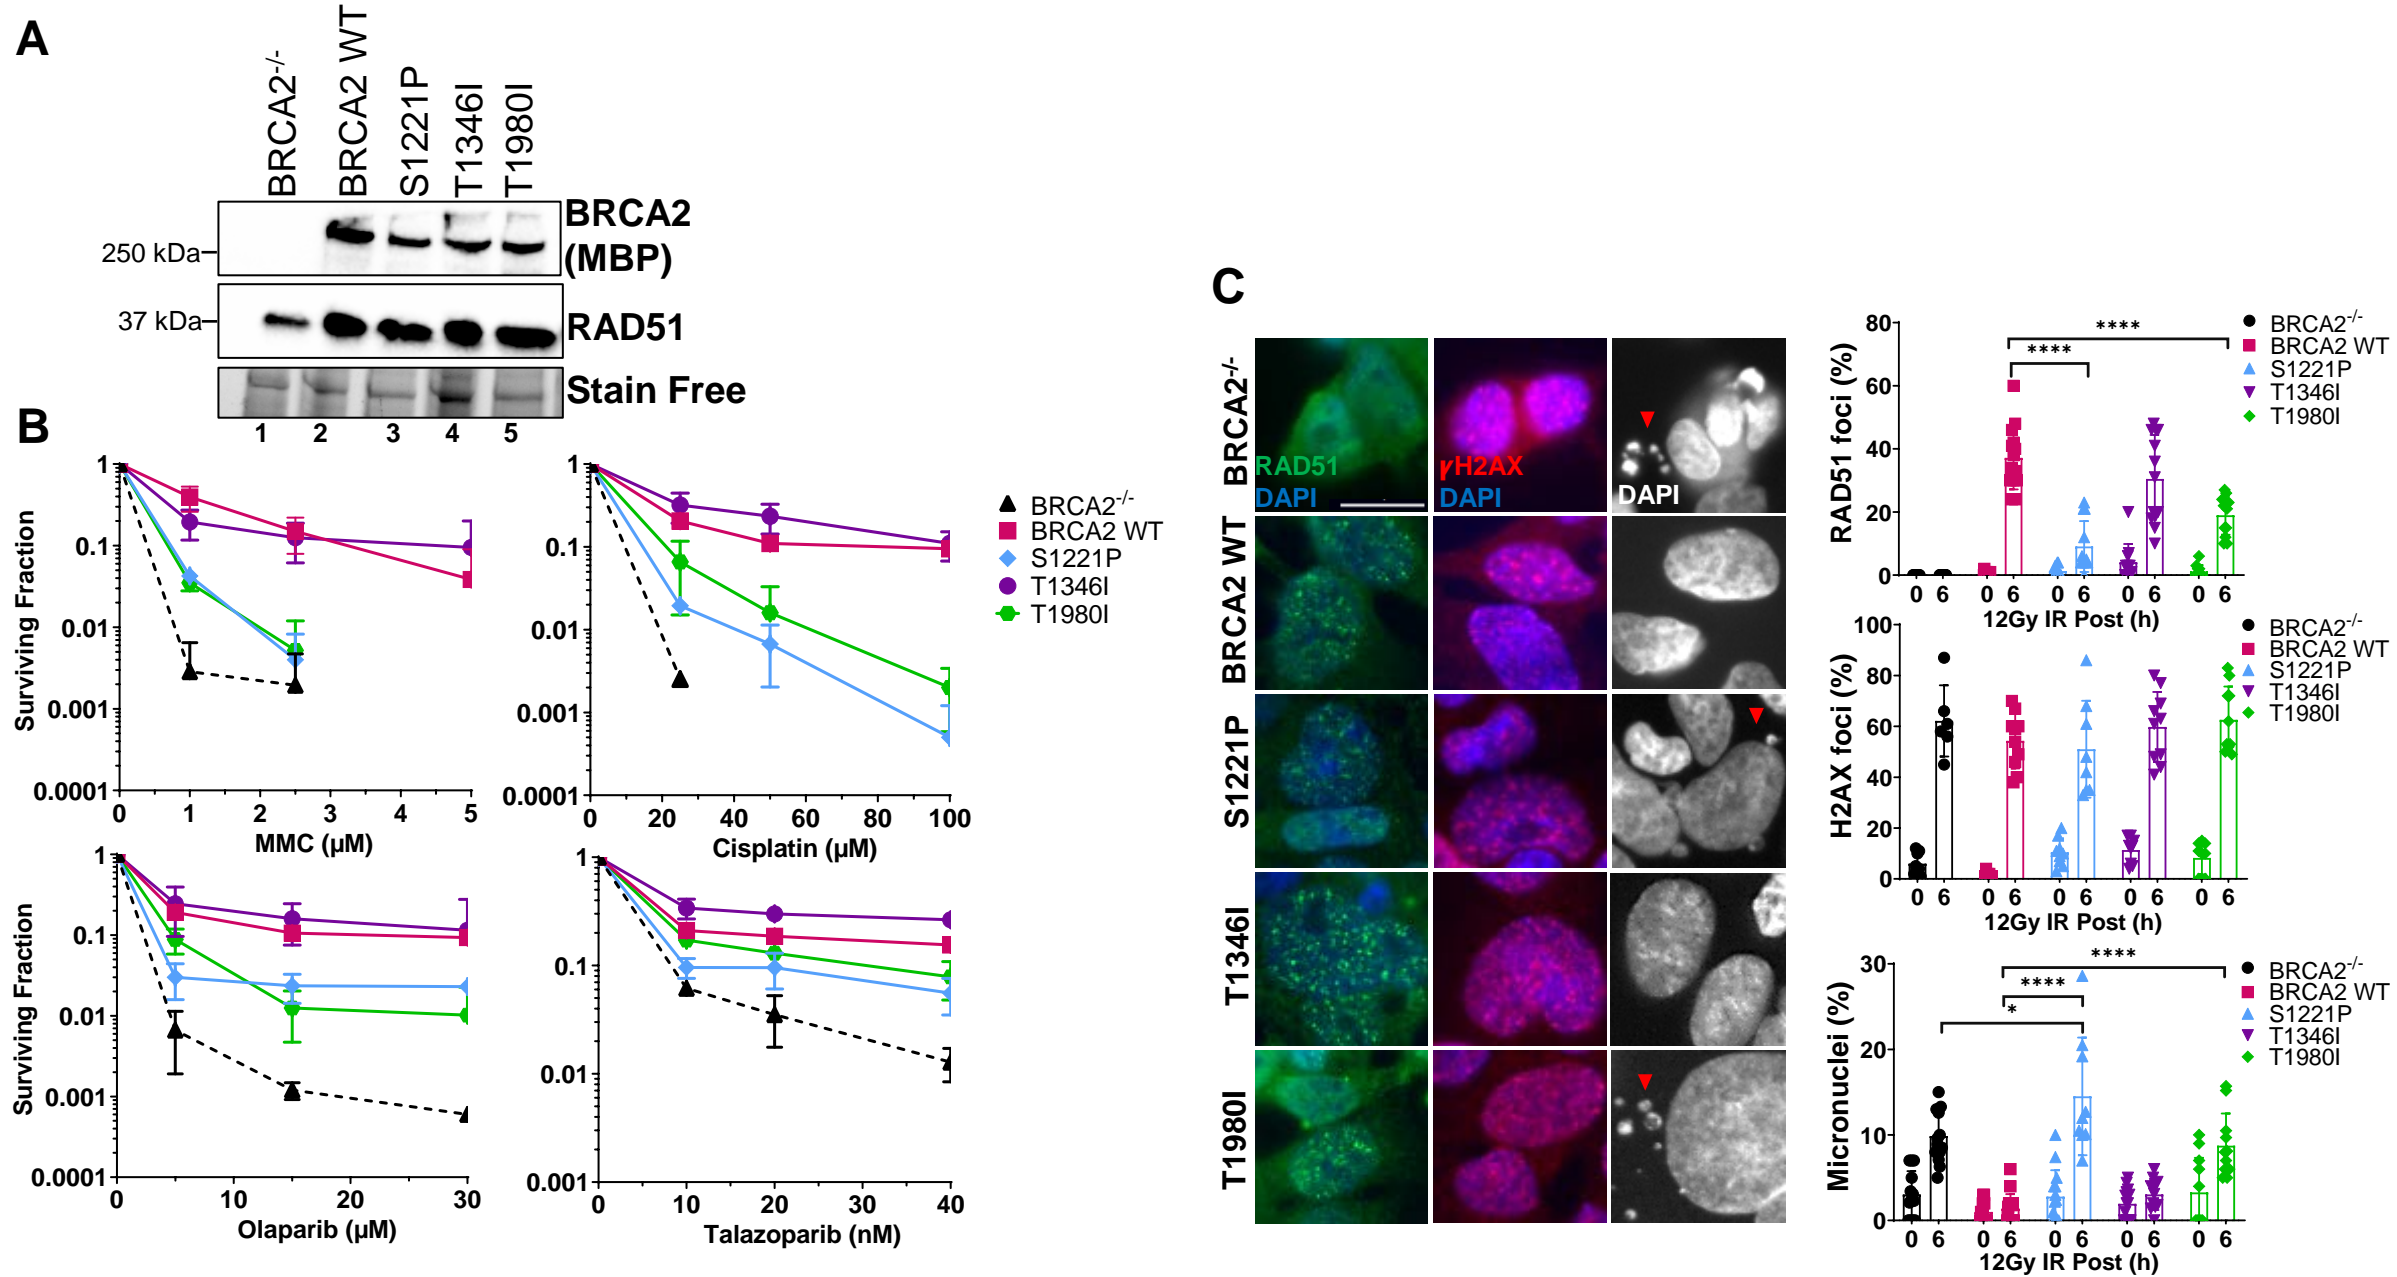 A
BRCA2-/-
BRCA2 WT
S1221P
T1346I
T1980I
250 kDa
BRCA2
(MBP)
37 kDa
RAD51
Stain Free
1 2 3 4 5
B
Surviving Fraction
1
0.1
0.01
0.001
0.0001
0 1 2 3 4 5
MMC (µM)
1
0.1
0.01
0.001
0.0001
0 20 40 60 80 100
Cisplatin (µM)
BRCA2-/-
BRCA2 WT
S1221P
T1346I
T1980I
Surviving Fraction
1
0.1
0.01
0.001
0.0001
0 10 20 30
Olaparib (µM)
1
0.1
0.01
0.001
0 10 20 30 40
Talazoparib (nM)
C
BRCA2-/-
RAD51
DAPI
γH2AX
DAPI
DAPI
BRCA2 WT
S1221P
T1346I
T1980I
RAD51 foci (%)
80
60
40
20
0
****
****
0 6 0 6 0 6 0 6 0 6
12Gy IR Post (h)
BRCA2-/-
BRCA2 WT
S1221P
T1346I
T1980I
H2AX foci (%)
100
80
60
40
20
0
0 6 0 6 0 6 0 6 0 6
12Gy IR Post (h)
BRCA2-/-
BRCA2 WT
S1221P
T1346I
T1980I
Micronuclei (%)
30
20
10
0
****
****
*
0 6 0 6 0 6 0 6 0 6
12Gy IR Post (h)
BRCA2-/-
BRCA2 WT
S1221P
T1346I
T1980I